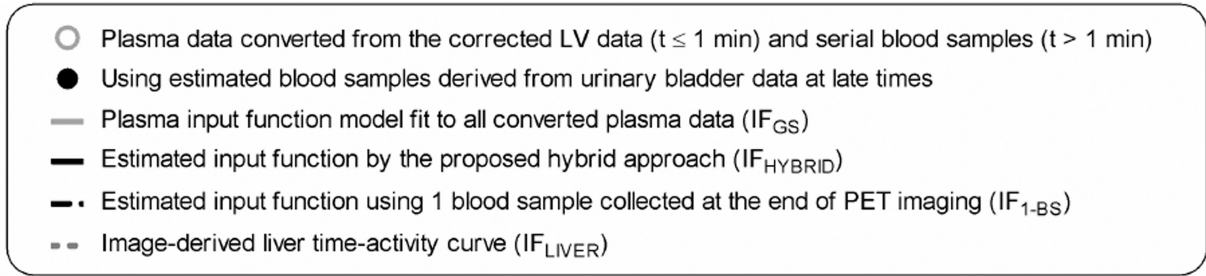 Plasma data converted from the corrected LV data (t ≤ 1 min) and serial blood samples (t > 1 min)
Using estimated blood samples derived from urinary bladder data at late times
Plasma input function model fit to all converted plasma data (IFGS)
Estimated input function by the proposed hybrid approach (IFHYBRID)
Estimated input function using 1 blood sample collected at the end of PET imaging (IF1-BS)
Image-derived liver time-activity curve (IFLIVER)